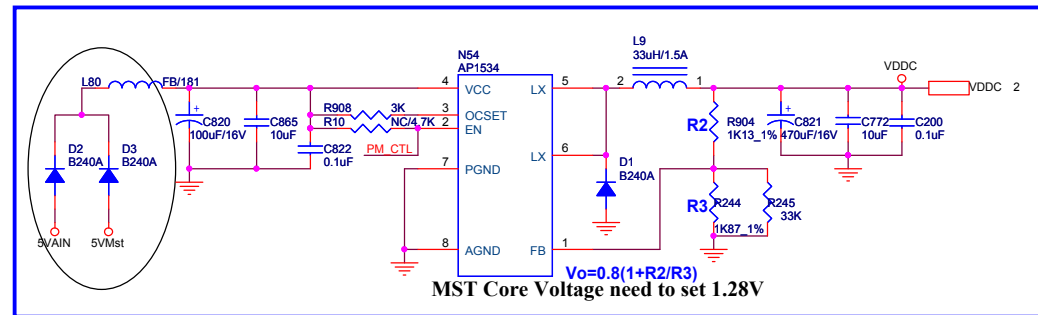 L80
FB/181
D2
B240A
D3
B240A
5VAIN
5VMst
+
C820
100uF/16V
C865
10uF
R908
3K
R10
NC/4.7K
C822
0.1uF
PM_CTL
N54
AP1534
4
VCC
3
OCSET
2
EN
7
PGND
8
AGND
5
LX
6
LX
1
FB
L9
33uH/1.5A
2
1
D1
B240A
R2
R904
1K13_1%
R3
R244
1K87_1%
R245
33K
+
C821
470uF/16V
C772
10uF
C200
0.1uF
VDDC
VDDC 2
Vo=0.8(1+R2/R3)
MST Core Voltage need to set 1.28V